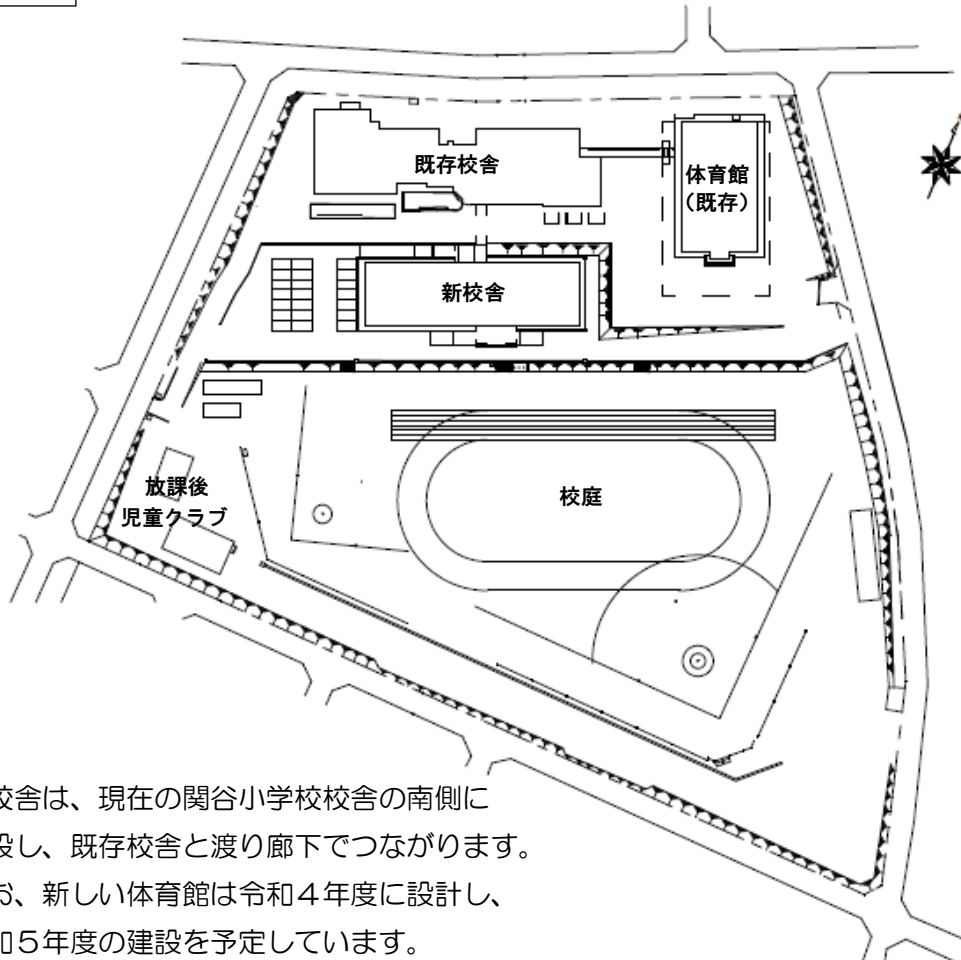 既存校舎
体育館
（既存）
新校舎
放課後
児童クラブ
校庭
校舎は、現在の関谷小学校校舎の南側に
設し、既存校舎と渡り廊下でつながります。
お、新しい体育館は令和４年度に設計し、
和５年度の建設を予定しています。